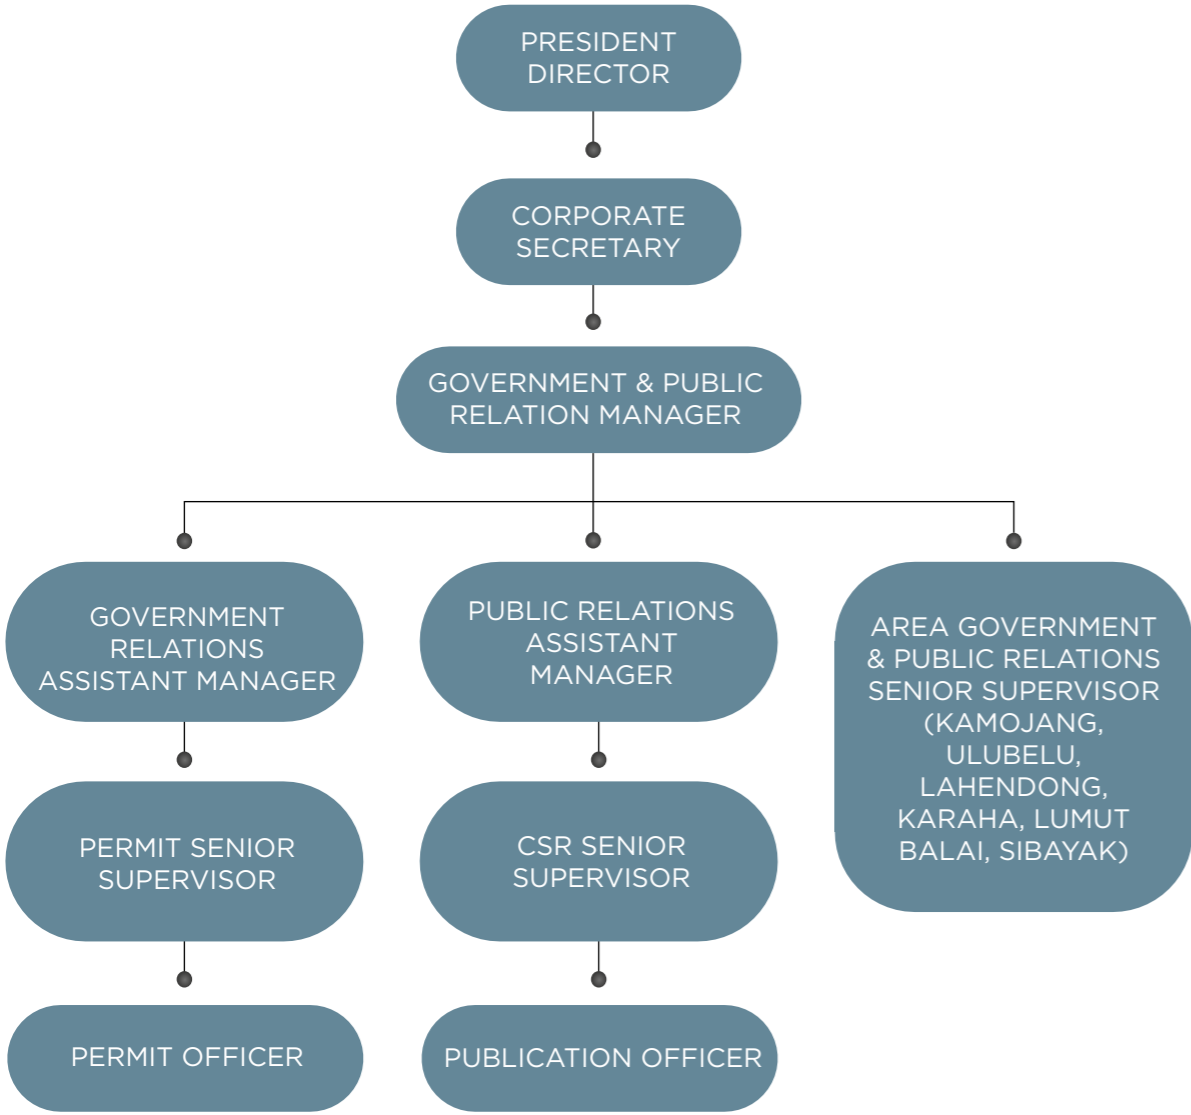 PRESIDENT
DIRECTOR
CORPORATE
SECRETARY
GOVERNMENT & PUBLIC
RELATION MANAGER
GOVERNMENT
RELATIONS
ASSISTANT MANAGER
PUBLIC RELATIONS
ASSISTANT
MANAGER
AREA GOVERNMENT
& PUBLIC RELATIONS
SENIOR SUPERVISOR
(KAMOJANG,
ULUBELU,
LAHENDONG,
KARAHA, LUMUT
BALAI, SIBAYAK)
PERMIT SENIOR
SUPERVISOR
CSR SENIOR
SUPERVISOR
PERMIT OFFICER
PUBLICATION OFFICER